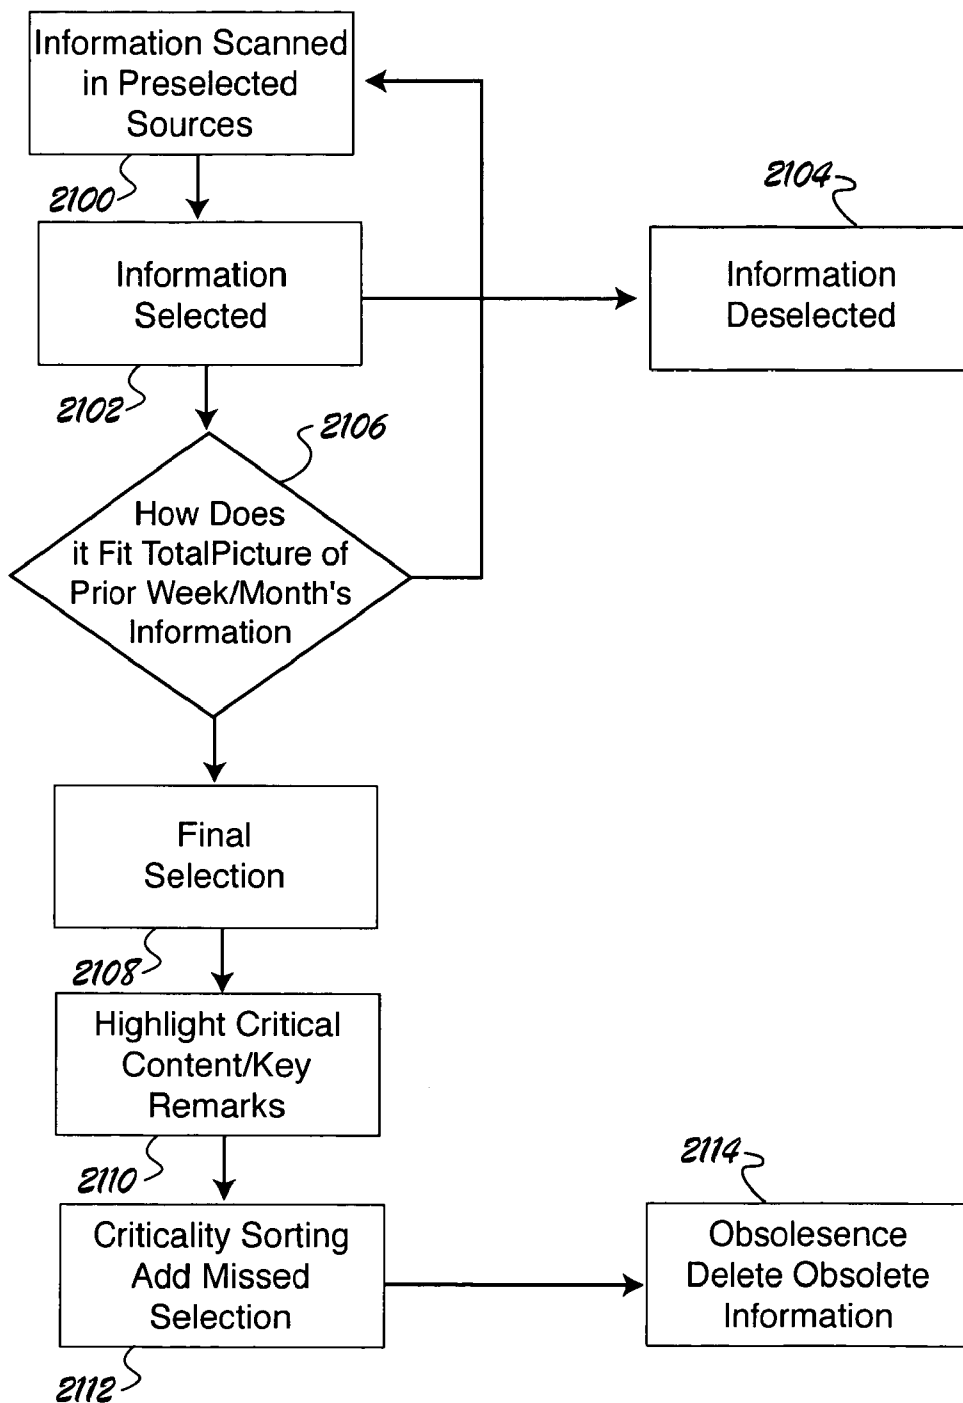 Information Scanned
in Preselected
Sources
2100
2104
Information
Selected
Information
Deselected
2102
2106
How Does
it Fit TotalPicture of
Prior Week/Month's
Information
Final
Selection
2108
Highlight Critical
Content/Key
Remarks
2110
2114
Criticality Sorting
Add Missed
Selection
Obsolesence
Delete Obsolete
Information
2112